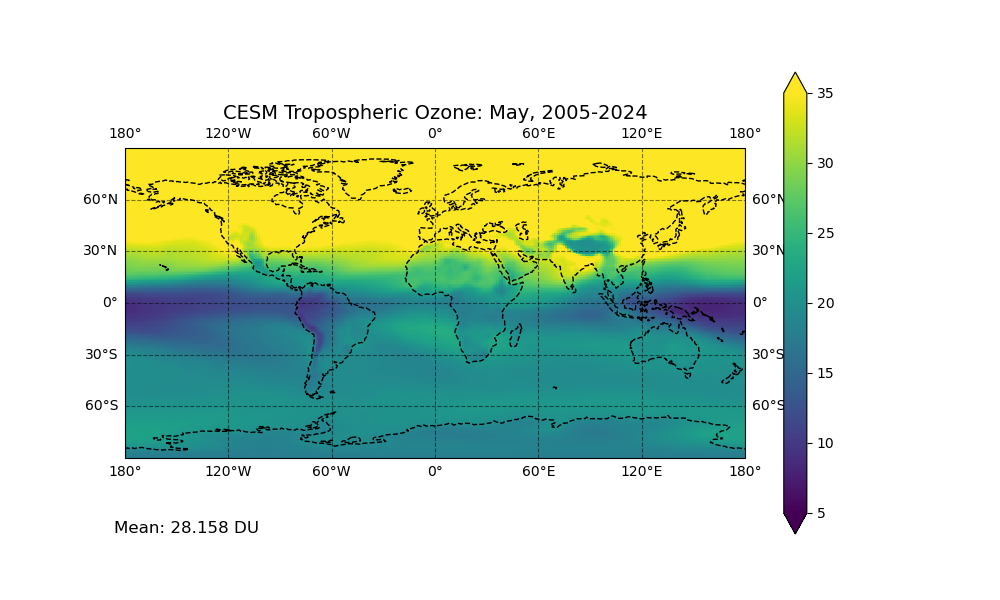 CESM Tropospheric Ozone: May, 2005-2024
180° 120°W 60°W 0° 60°E 120°E 180°
35
30
25
20
15
10
5
60°N 60°N
30°N 30°N
0° 0°
30°S 30°S
60°S 60°S
180° 120°W 60°W 0° 60°E 120°E 180°
Mean: 28.158 DU